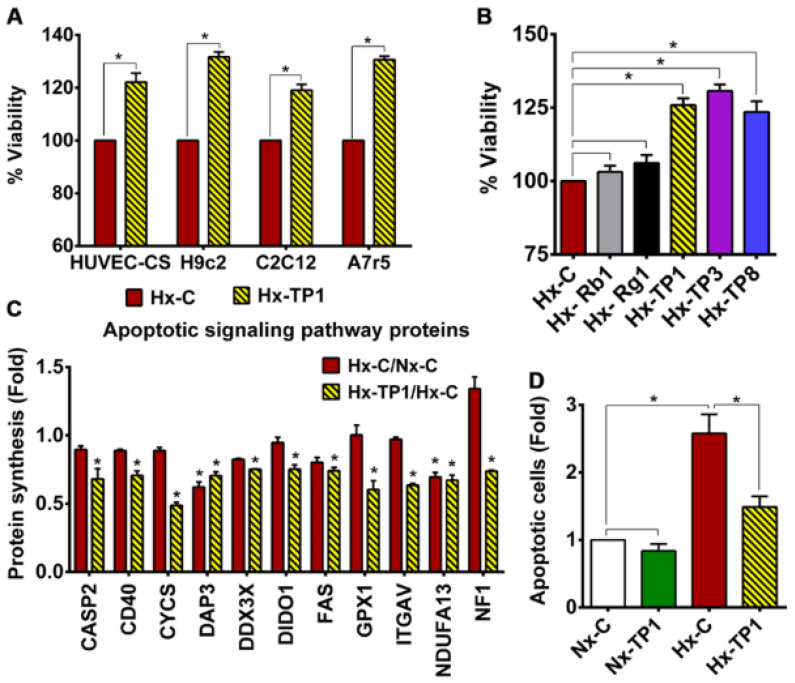 A
% Viability
140
120
100
80
60
* * * *
HUVEC-CS H9c2 C2C12 A7r5
Hx-C Hx-TP1
B
% Viability
150
125
100
75
*
*
*
Hx-C Hx- Rb1 Hx- Rg1 Hx-TP1 Hx-TP3 Hx-TP8
C
Apoptotic signaling pathway proteins
Protein synthesis (Fold)
1.5
1.0
0.5
0.0
Hx-C/Nx-C
Hx-TP1/Hx-C
* * * * * * * * * * * * *
CASP2 CD40 CYCS DAP3 DDX3X DIDO1 FAS GPX1 ITGAV NDUFA13 NF1
D
Apoptotic cells (Fold)
3
2
1
0
* *
Nx-C Nx-TP1 Hx-C Hx-TP1